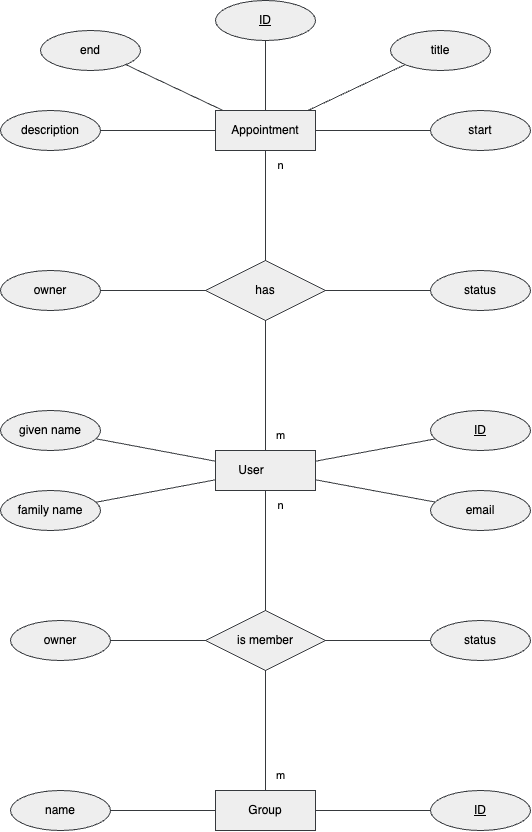 ID
end
title
description
Appointment
start
n
owner
has
status
m
given name
ID
User
family name
email
n
owner
is member
status
m
name
Group
ID